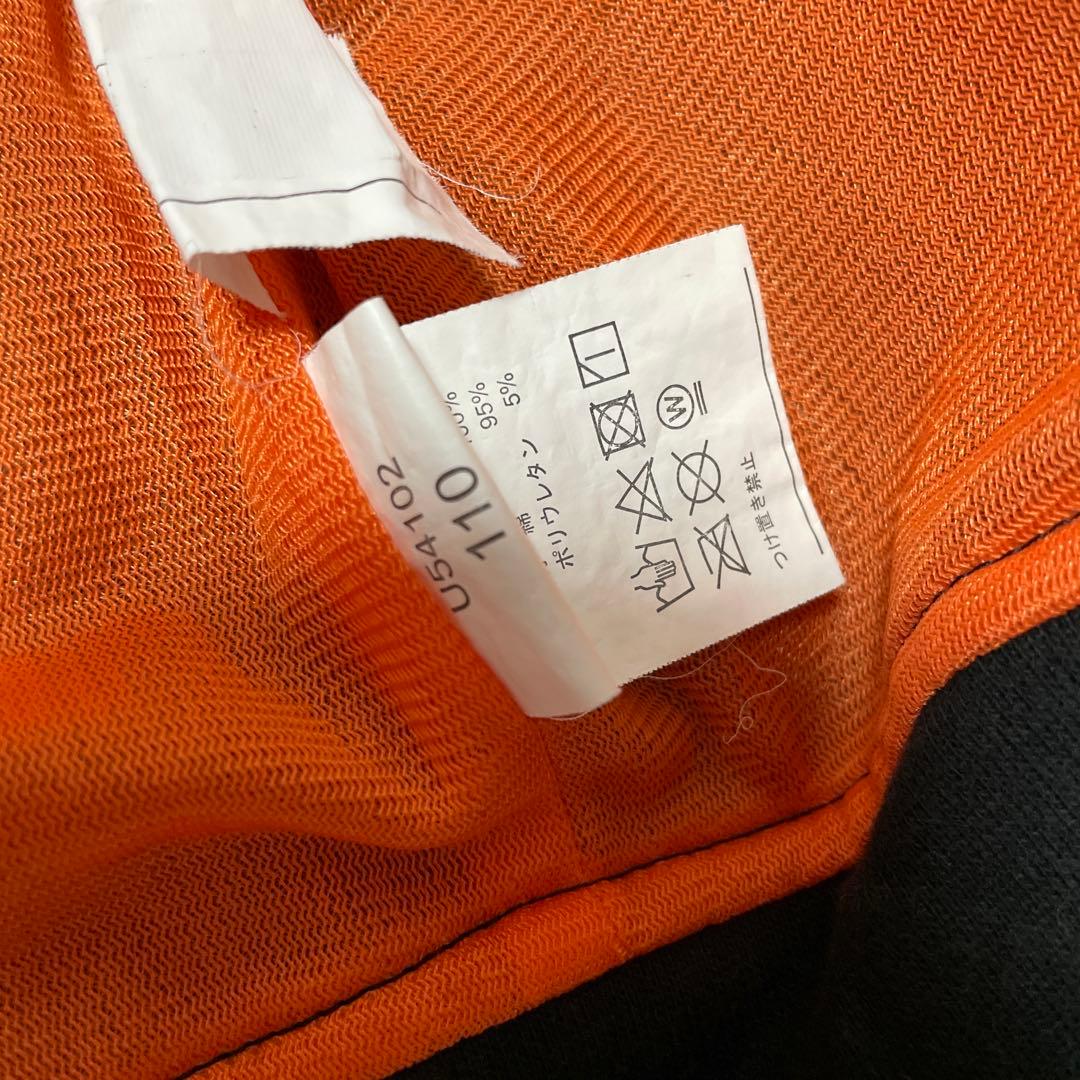 U54102
110
綿 95%
ポリウレタン 5%
W
つけ置き禁止